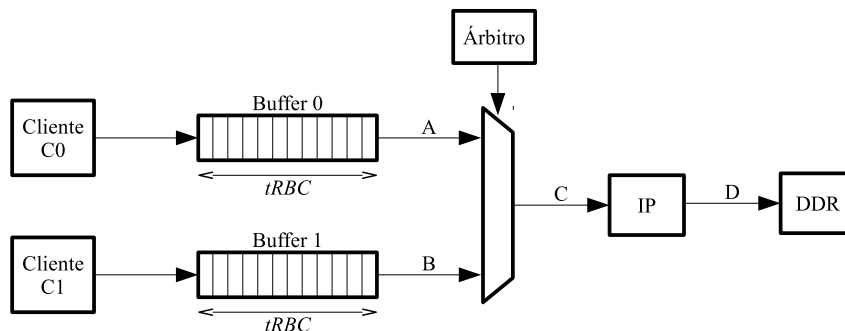 Árbitro
Cliente
C0
Buffer 0
A
tRBC
C
IP
D
DDR
Cliente
C1
Buffer 1
B
tRBC